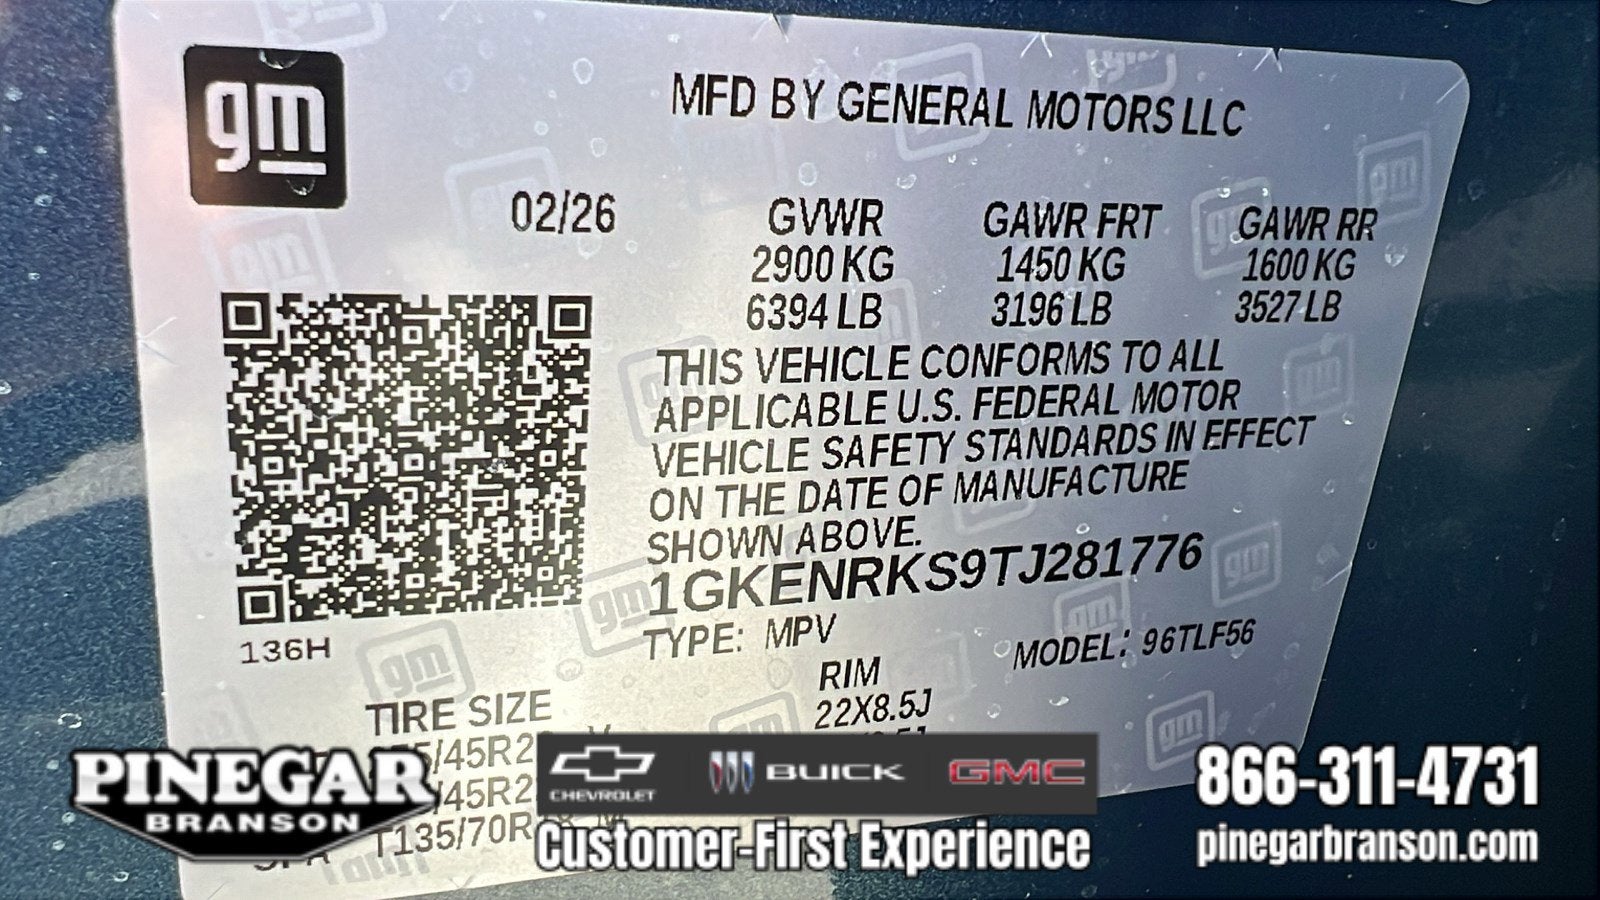 gm
MFD BY GENERAL MOTORS LLC
02/26
GVWR GAWR FRT GAWR RR
2900 KG 1450 KG 1600 KG
6394 LB 3196 LB 3527 LB
THIS VEHICLE CONFORMS TO ALL
APPLICABLE U.S. FEDERAL MOTOR
VEHICLE SAFETY STANDARDS IN EFFECT
ON THE DATE OF MANUFACTURE
SHOWN ABOVE.
1GKENRKS9TJ281776
136H
TYPE: MPV MODEL: 96TLF56
TIRE SIZE RIM
22X8.5J
PINEGAR
BRANSON
CHEVROLET BUICK GMC
Customer-First Experience
866-311-4731
pinegarbranson.com